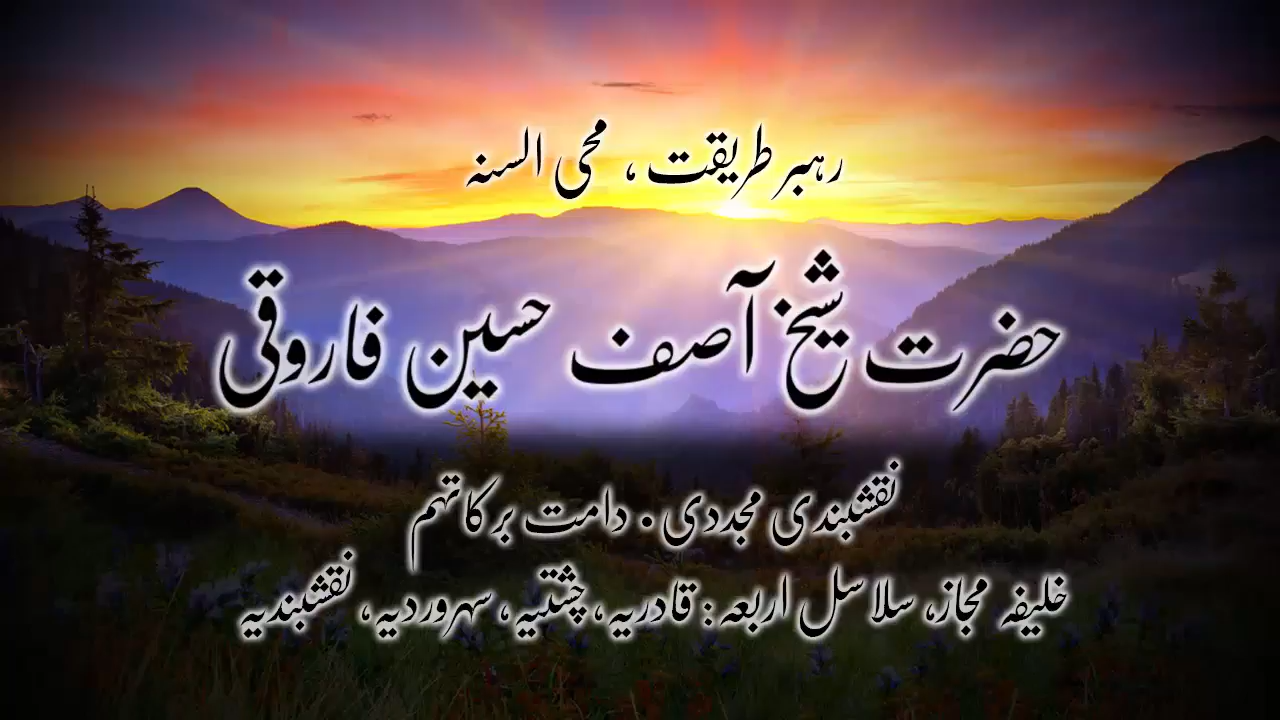 رہبر طریقت، محی السنہ
حضرت شیخ آصف حسین فاروقی
نقشبندی مجددی . دامت برکاتہم
خلیفہ مجاز، سلاسل اربعہ: قادریہ، چشتیہ، سہروردیہ، نقشبندیہ